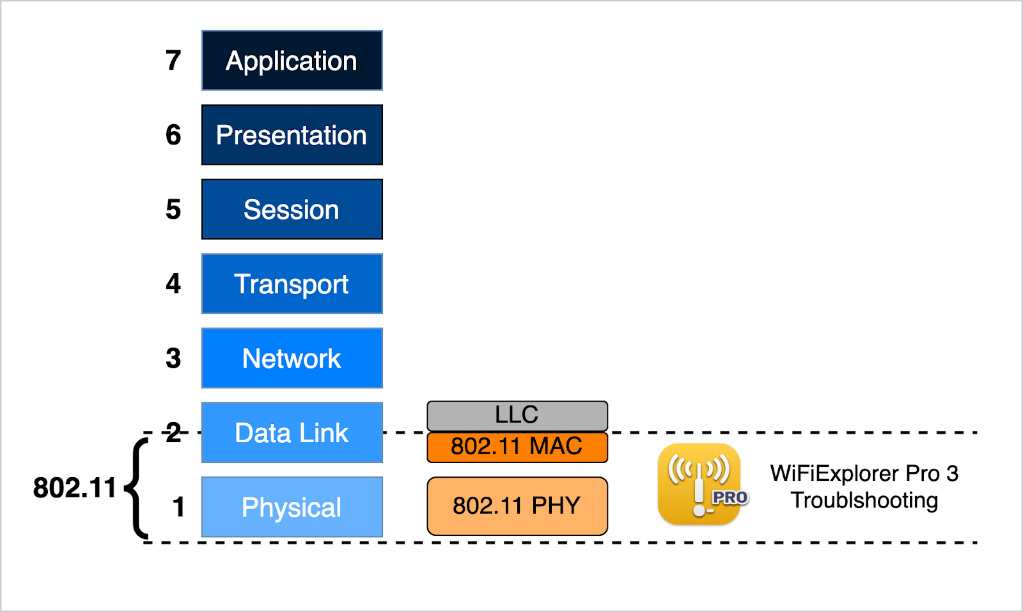 7 Application
6 Presentation
5 Session
4 Transport
3 Network
2 Data Link
LLC
802.11 MAC
802.11
1 Physical
802.11 PHY
PRO
WiFiExplorer Pro 3
Troublshooting